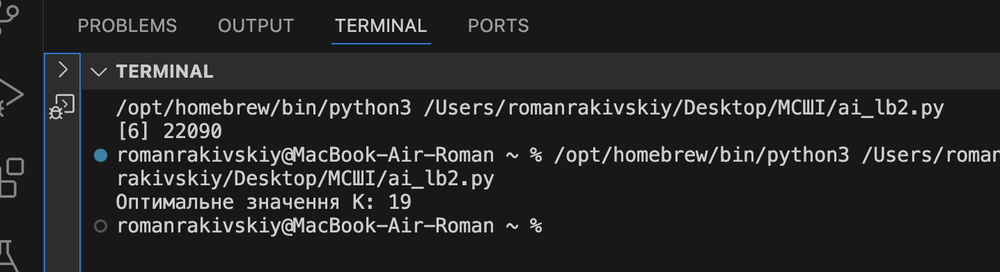 PROBLEMS OUTPUT TERMINAL PORTS
TERMINAL
/opt/homebrew/bin/python3 /Users/romanrakivskiy/Desktop/МСШІ/ai_lb2.py
[6] 22090
romanrakivskiy@MacBook-Air-Roman ~ % /opt/homebrew/bin/python3 /Users/roman
rakivskiy/Desktop/МСШІ/ai_lb2.py
Оптимальне значення K: 19
romanrakivskiy@MacBook-Air-Roman ~ %